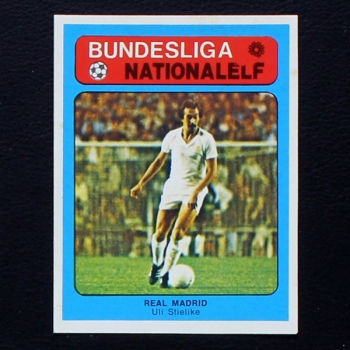 BUNDESLIGA
NATIONALELF
REAL MADRID
Uli Stielike